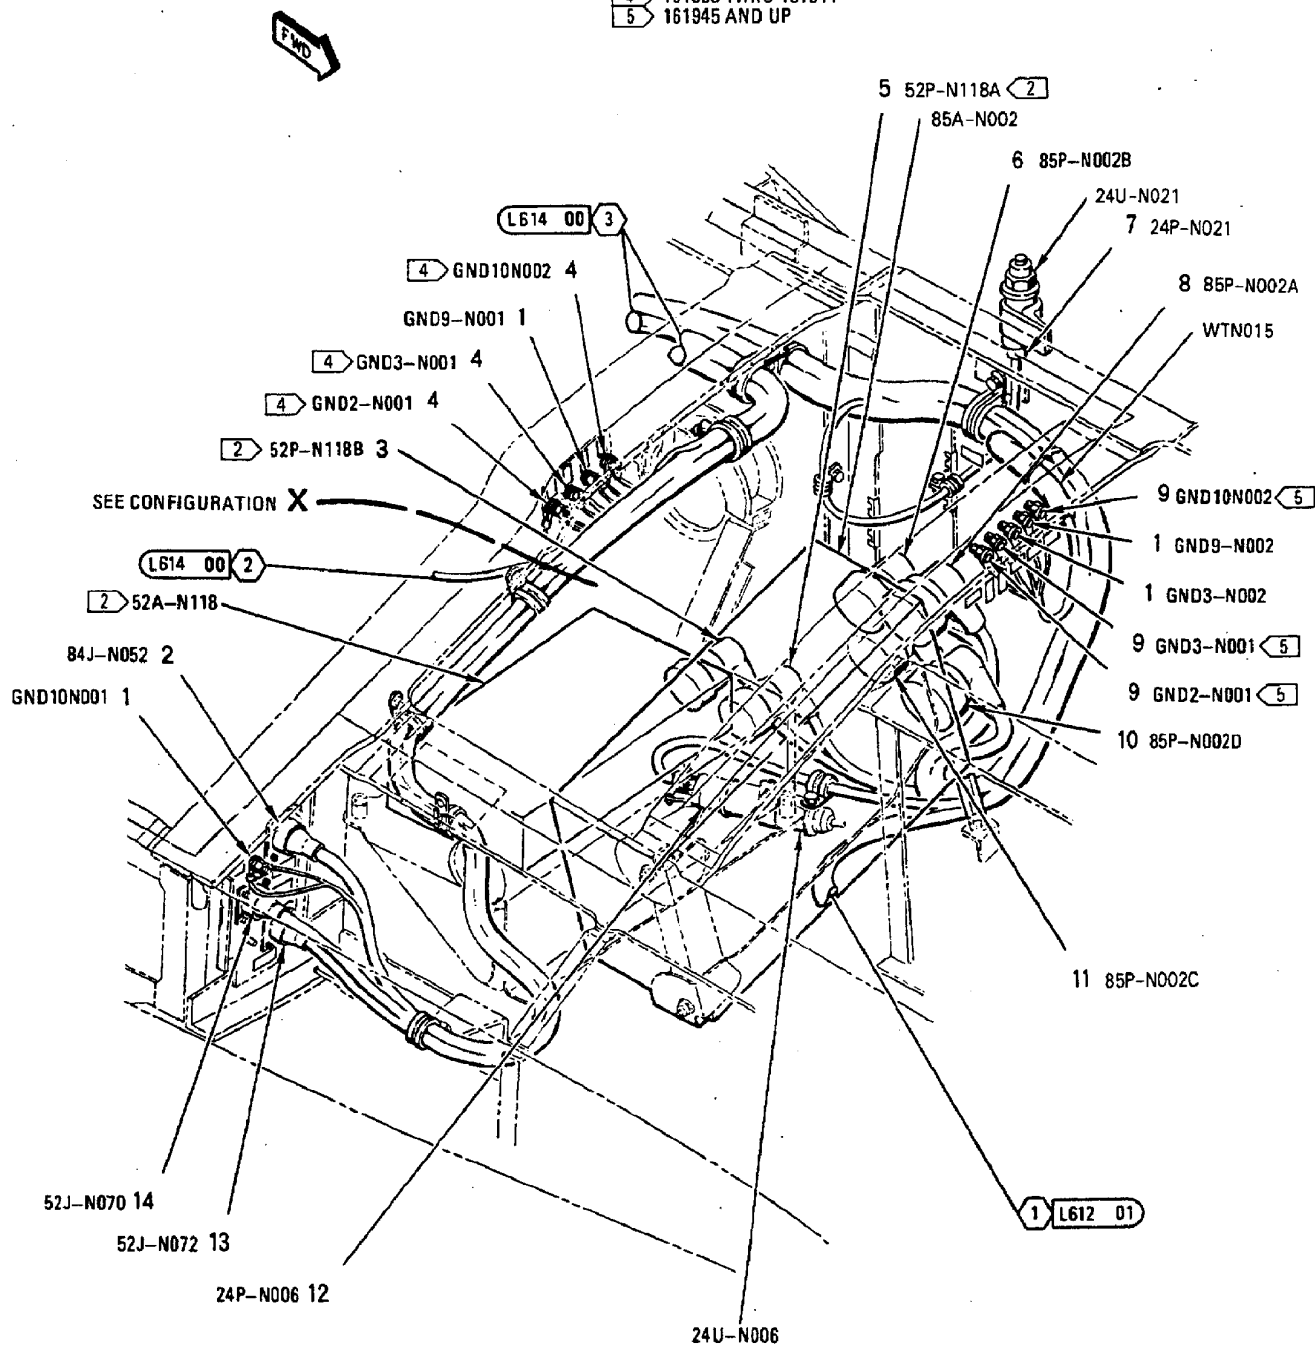 5 161945 AND UP
FWD
5 52P-N118A 2
85A-N002
6 85P-N002B
24U-N021
7 24P-N021
L614 00 3
4 GND10N002 4
8 85P-N002A
GND9-N001 1
WTN015
4 GND3-N001 4
4 GND2-N001 4
2 52P-N118B 3
SEE CONFIGURATION X
9 GND10N002 5
1 GND9-N002
L614 00 2
2 52A-N118
1 GND3-N002
84J-N052 2
9 GND3-N001 5
GND10N001 1
9 GND2-N001 5
10 85P-N002D
11 85P-N002C
52J-N070 14
1 L612 01
52J-N072 13
24P-N006 12
24U-N006